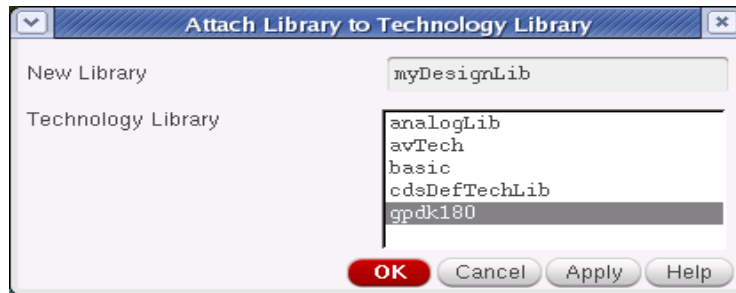 Attach Library to Technology Library
New Library myDesignLib
Technology Library
analogLib
avTech
basic
cdsDefTechLib
gpdk180
OK Cancel Apply Help